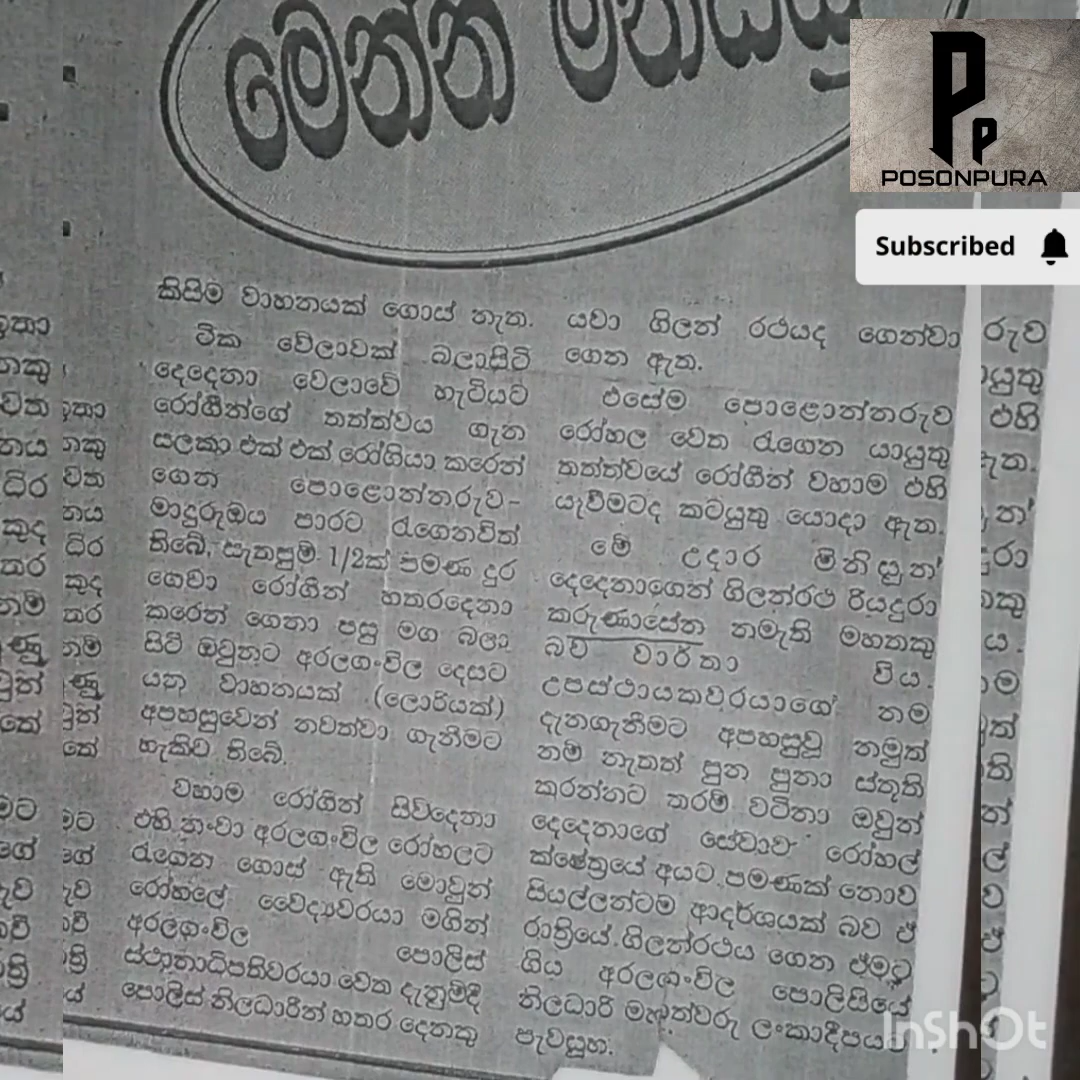 මෙන්න මිනිස්සු
POSONPURA
Subscribed
කිසිම වාහනයක් ගොස් නැත.
ටික වේලාවක් බලාසිටි
දෙදෙනා වෙලාවේ හැටියට
රෝගීන්ගේ තත්ත්වය ගැන
සලකා එක් එක් රෝගියා කරෙන්
ගෙන පොළොන්නරුව-
මාදුරුඔය පාරට රැගෙනවිත්
තිබේ. සැතපුම් 1/2ක් පමණ දුර
ගෙවා රෝගීන් හතරදෙනා
කරෙන් ගෙනා පසු මග බලා
සිටි ඔවුනට අරලගංවිල දෙසට
යන වාහනයක් (ලොරියක්)
අපහසුවෙන් නවත්වා ගැනීමට
හැකිව තිබේ.
වහාම රෝගීන් සිව්දෙනා
එහි නංවා අරලගංවිල රෝහලට
රැගෙන ගොස් ඇති මොවුන්
රෝහලේ වෛද්‍යවරයා මගින්
අරලගංවිල පොලිස්
ස්ථානාධිපතිවරයා වෙත දැනුම්දී
පොලිස් නිලධාරීන් හතර දෙනකු
යවා ගිලන් රථයද ගෙන්වා
ගෙන ඇත.
එසේම පොළොන්නරුව
රෝහල වෙත රැගෙන යායුතු
තත්ත්වයේ රෝගීන් වහාම එහි
යැවීමටද කටයුතු යොදා ඇත.
මේ උදාර මිනිසුන්
දෙදෙනාගෙන් ගිලන්රථ රියදුරා
කරුණාසේන නමැති මහතකු
බව වාර්තා විය.
උපස්ථායකවරයාගේ නම
දැනගැනීමට අපහසුවූ නමුත්
නම් නැතත් පුන පුනා ස්තුති
කරන්නට තරම් වටිනා ඔවුන්
දෙදෙනාගේ සේවාව රෝහල්
ක්ෂේත්‍රයේ අයට පමණක් නොව
සියල්ලන්ටම ආදර්ශයක් බව ඒ
රාත්‍රියේ ගිලන්රථය ගෙන ඒමට
ගිය අරලගංවිල පොලිසියේ
නිලධාරි මහත්වරු ලංකාදීපයට
පැවසූහ.
InShOt